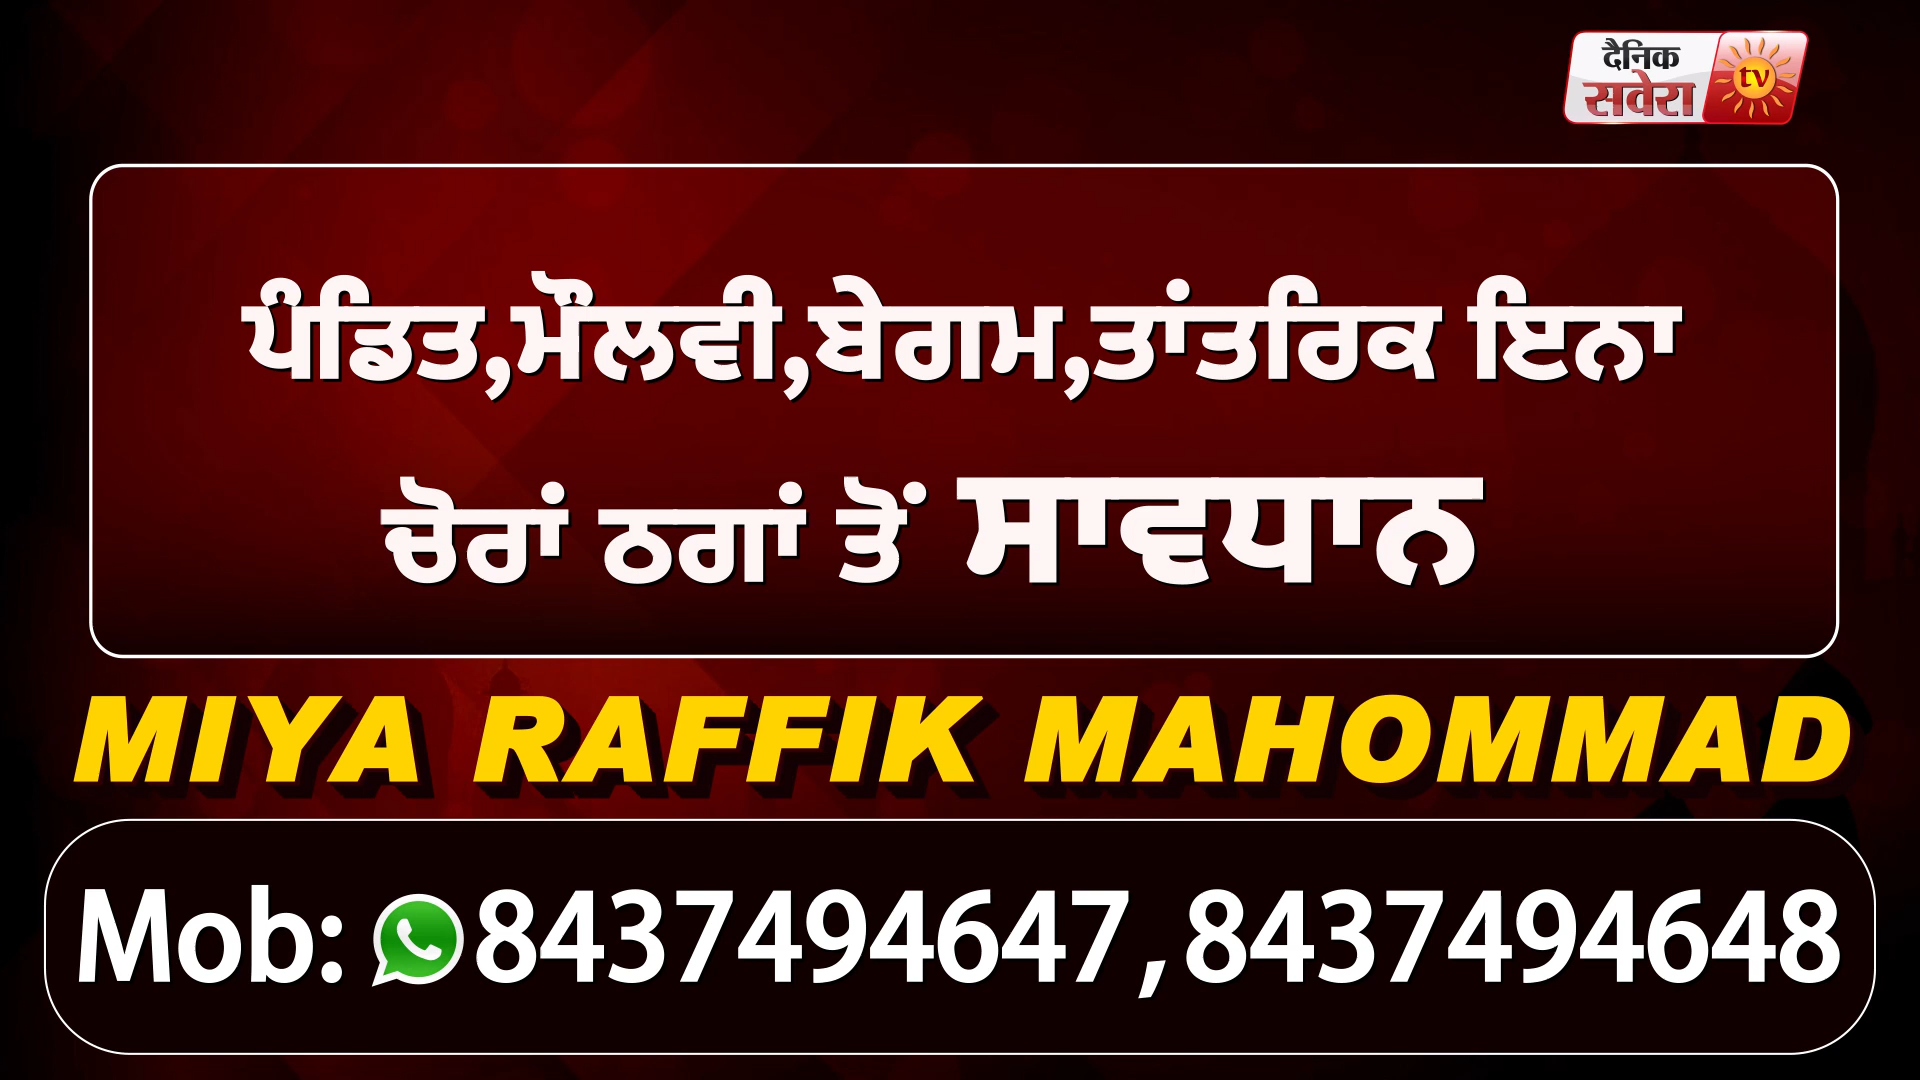 दैनिक
सवेरा
tv
ਪੰਡਿਤ,ਮੌਲਵੀ,ਬੇਗਮ,ਤਾਂਤਰਿਕ ਇਨਾ
ਚੋਰਾਂ ਠਗਾਂ ਤੋਂ ਸਾਵਧਾਨ
MIYA RAFFIK MAHOMMAD
Mob: 8437494647, 8437494648